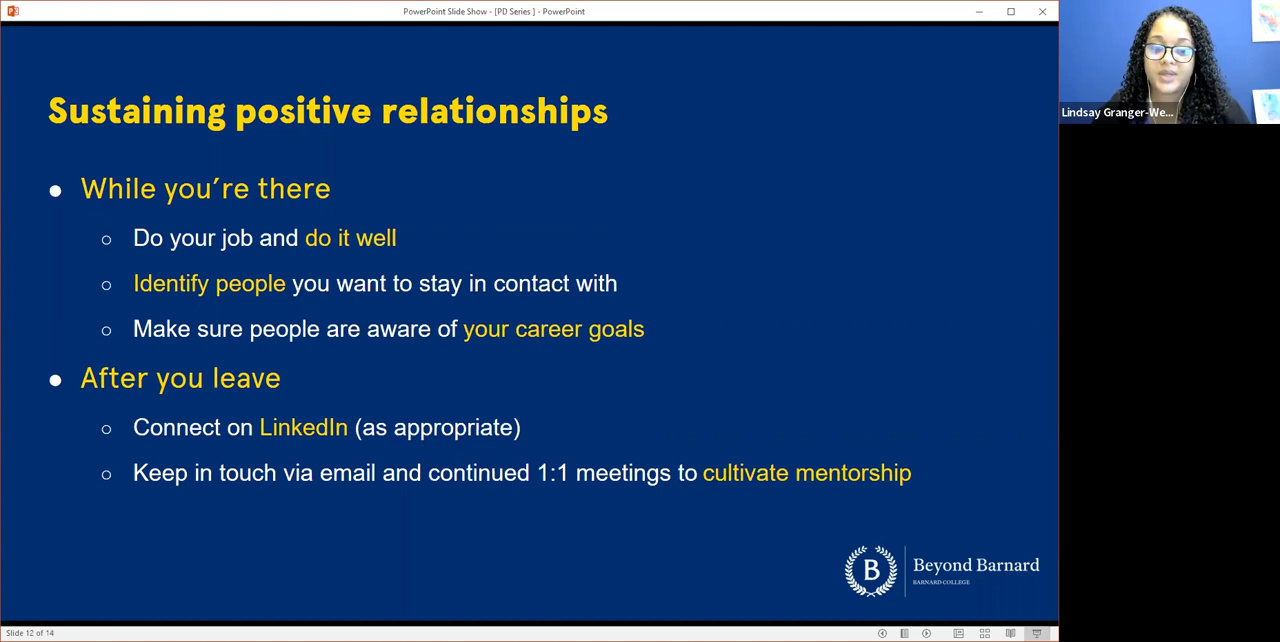 PowerPoint Slide Show - [PD Series ] - PowerPoint
Lindsay Granger-We...
Sustaining positive relationships
● While you’re there
○ Do your job and do it well
○ Identify people you want to stay in contact with
○ Make sure people are aware of your career goals
● After you leave
○ Connect on LinkedIn (as appropriate)
○ Keep in touch via email and continued 1:1 meetings to cultivate mentorship
B
Beyond Barnard
BARNARD COLLEGE
Slide 12 of 14